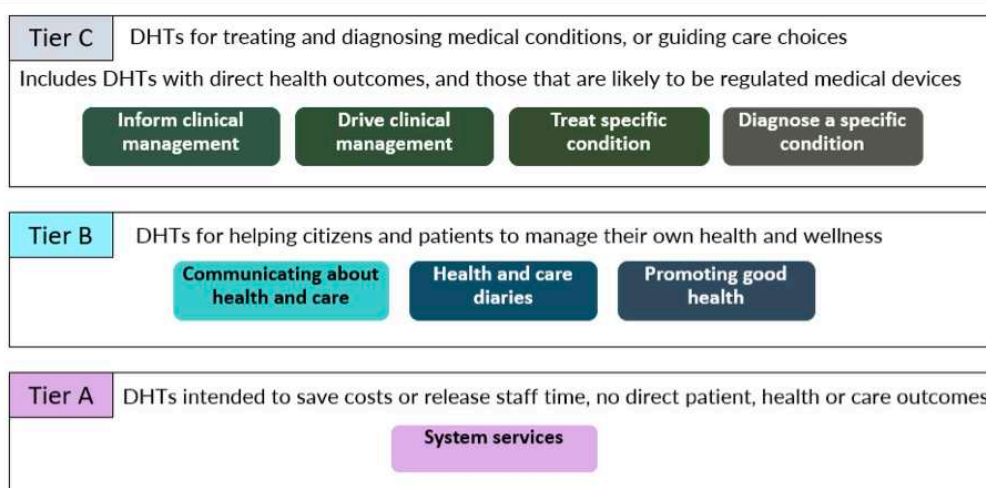 Tier C
DHTs for treating and diagnosing medical conditions, or guiding care choices
Includes DHTs with direct health outcomes, and those that are likely to be regulated medical devices
Inform clinical
management
Drive clinical
management
Treat specific
condition
Diagnose a specific
condition
Tier B
DHTs for helping citizens and patients to manage their own health and wellness
Communicating about
health and care
Health and care
diaries
Promoting good
health
Tier A
DHTs intended to save costs or release staff time, no direct patient, health or care outcomes
System services